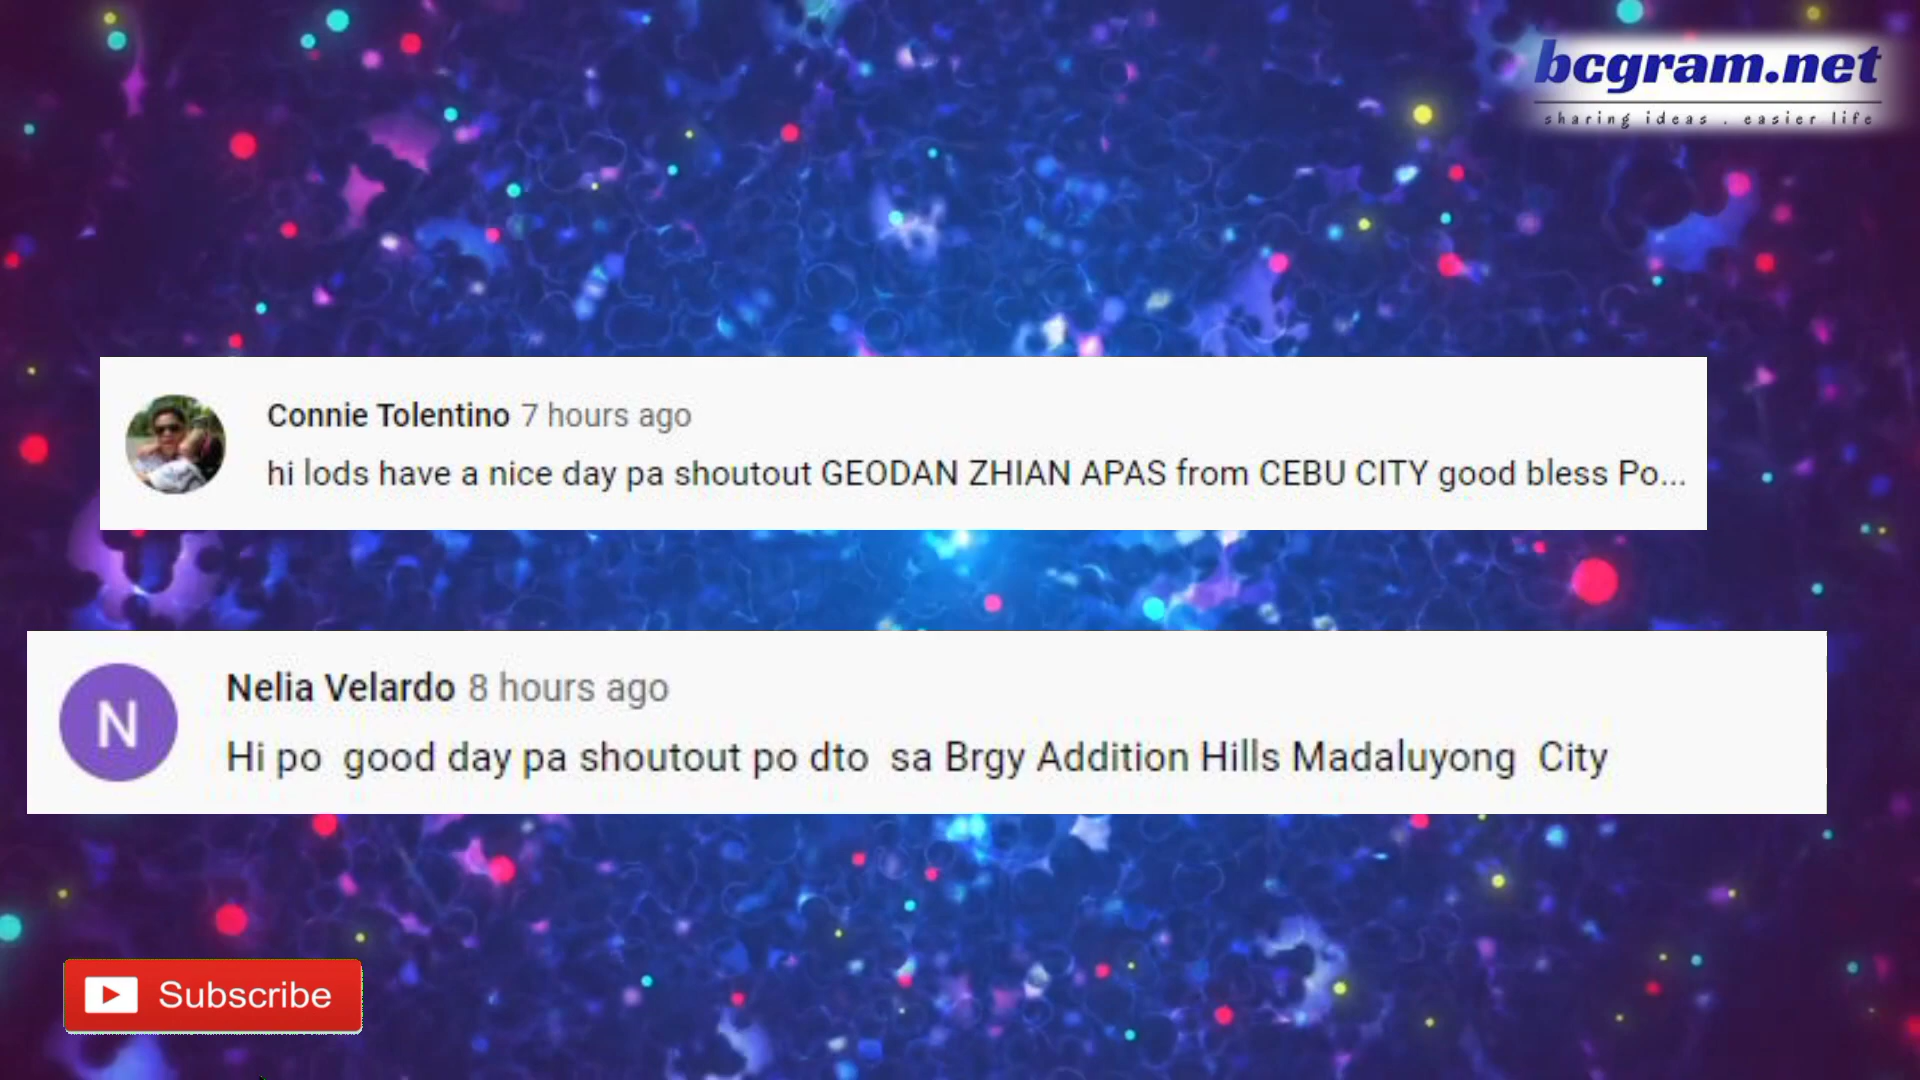 bcgram.net
sharing ideas . easier life
Connie Tolentino 7 hours ago
hi lods have a nice day pa shoutout GEODAN ZHIAN APAS from CEBU CITY good bless Po...
N
Nelia Velardo 8 hours ago
Hi po good day pa shoutout po dto sa Brgy Addition Hills Madaluyong City
Subscribe